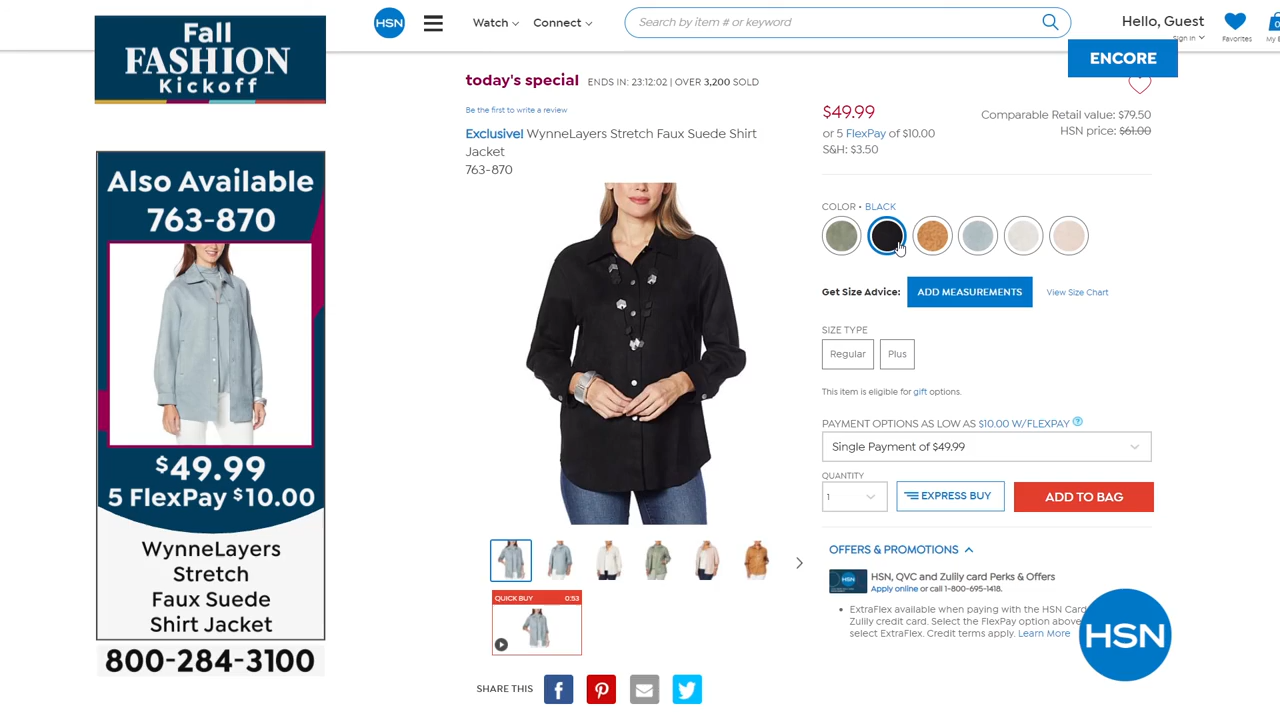 Fall
FASHION
Kickoff
Also Available
763-870
$49.99
5 FlexPay $10.00
WynneLayers
Stretch
Faux Suede
Shirt Jacket
800-284-3100
HSN
Watch
Connect
Search by item # or keyword
Hello, Guest
Sign In
Favorites
0
ENCORE
today's special ENDS IN: 23:12:02 | OVER 3,200 SOLD
Be the first to write a review
Exclusive! WynneLayers Stretch Faux Suede Shirt
Jacket
763-870
$49.99
or 5 FlexPay of $10.00
S&H: $3.50
Comparable Retail value: $79.50
HSN price: $61.00
COLOR • BLACK
Get Size Advice: ADD MEASUREMENTS View Size Chart
SIZE TYPE
Regular Plus
This item is eligible for gift options.
PAYMENT OPTIONS AS LOW AS $10.00 W/FLEXPAY ?
Single Payment of $49.99
QUANTITY
1 EXPRESS BUY ADD TO BAG
QUICK BUY 0:53
OFFERS & PROMOTIONS
HSN, QVC and Zulily card Perks & Offers
Apply online or call 1-800-695-1418.
• ExtraFlex available when paying with the HSN Card
Zulily credit card. Select the FlexPay option above
select ExtraFlex. Credit terms apply. Learn More
HSN
SHARE THIS